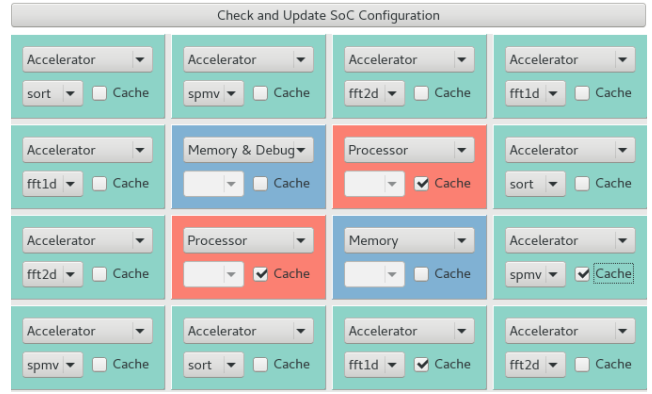 Check and Update SoC Configuration
Accelerator Accelerator Accelerator Accelerator
sort Cache spmv Cache fft2d Cache fft1d Cache
Accelerator Memory & Debug Processor Accelerator
fft1d Cache Cache Cache sort Cache
Accelerator Processor Memory Accelerator
fft2d Cache Cache Cache spmv Cache
Accelerator Accelerator Accelerator Accelerator
spmv Cache sort Cache fft1d Cache fft2d Cache